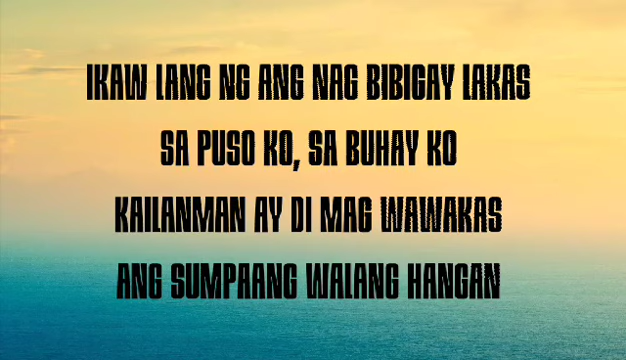 IKAW LANG NG ANG NAG BIBIGAY LAKAS
SA PUSO KO, SA BUHAY KO
KAILANMAN AY DI MAG WAWAKAS
ANG SUMPAANG WALANG HANGAN